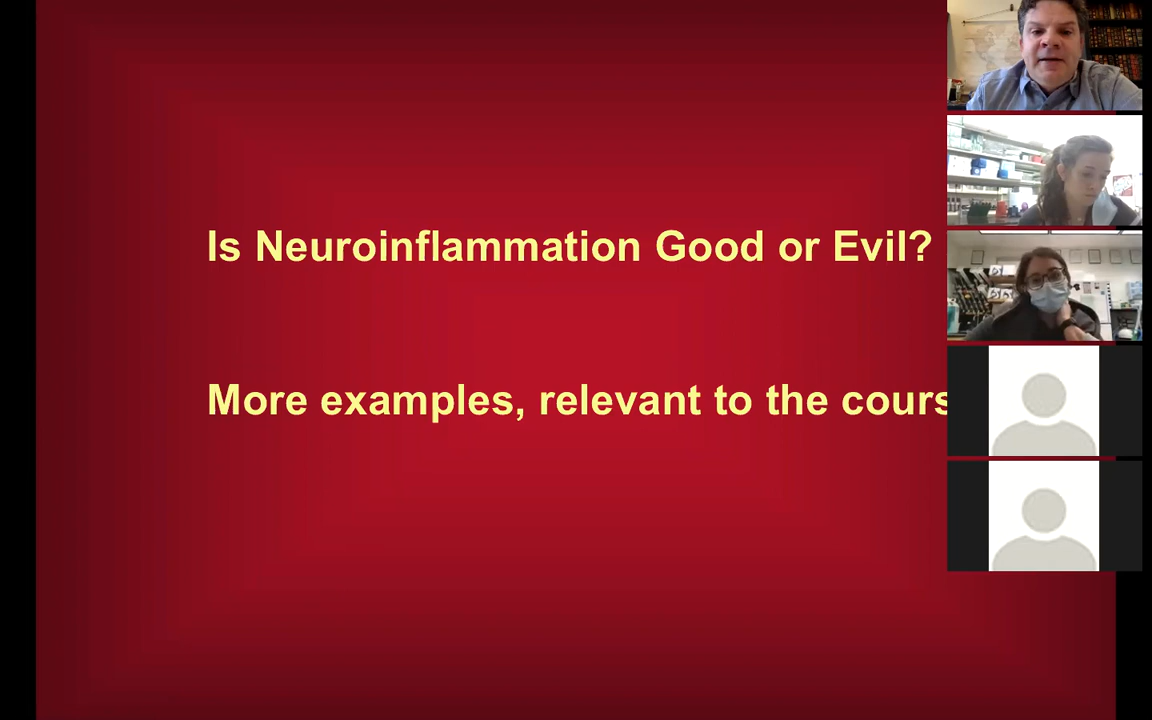 Is Neuroinflammation Good or Evil?
More examples, relevant to the cours